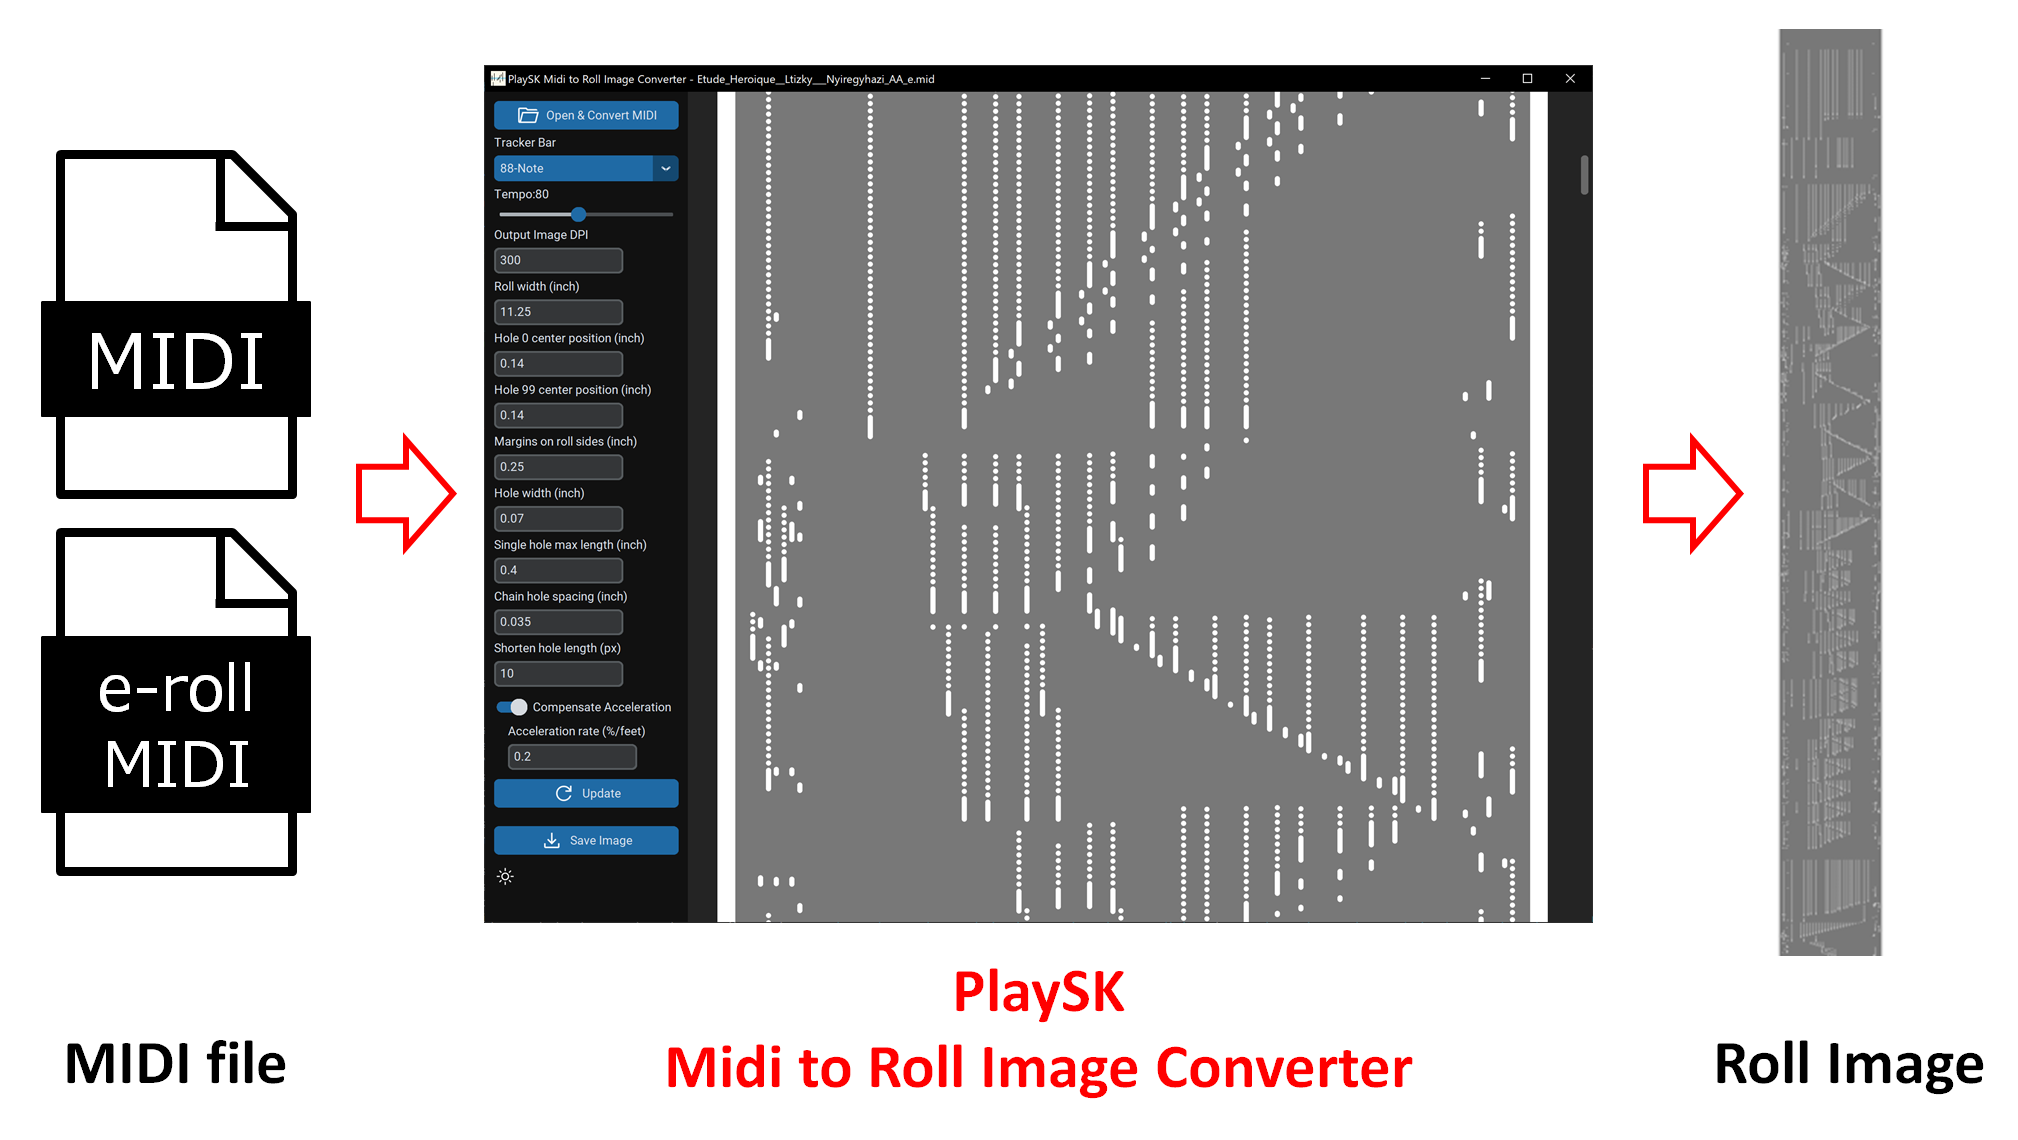 MIDI
e-roll
MIDI
MIDI file
PlaySK Midi to Roll Image Converter - Etude_Heroique__Ltizky___Nyiregyhazi_AA_e.mid
Open & Convert MIDI
Tracker Bar
88-Note
Tempo:80
Output Image DPI
300
Roll width (inch)
11.25
Hole 0 center position (inch)
0.14
Hole 99 center position (inch)
0.14
Margins on roll sides (inch)
0.25
Hole width (inch)
0.07
Single hole max length (inch)
0.4
Chain hole spacing (inch)
0.035
Shorten hole length (px)
10
Compensate Acceleration
Acceleration rate (%/feet)
0.2
Update
Save Image
PlaySK
Midi to Roll Image Converter
Roll Image